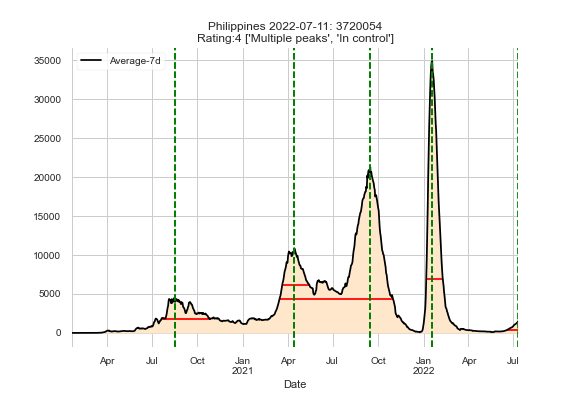 Philippines 2022-07-11: 3720054
Rating:4 ['Multiple peaks', 'In control']
Average-7d
35000
30000
25000
20000
15000
10000
5000
0
Apr
Jul
Oct
Jan
2021
Apr
Jul
Oct
Jan
2022
Apr
Jul
Date